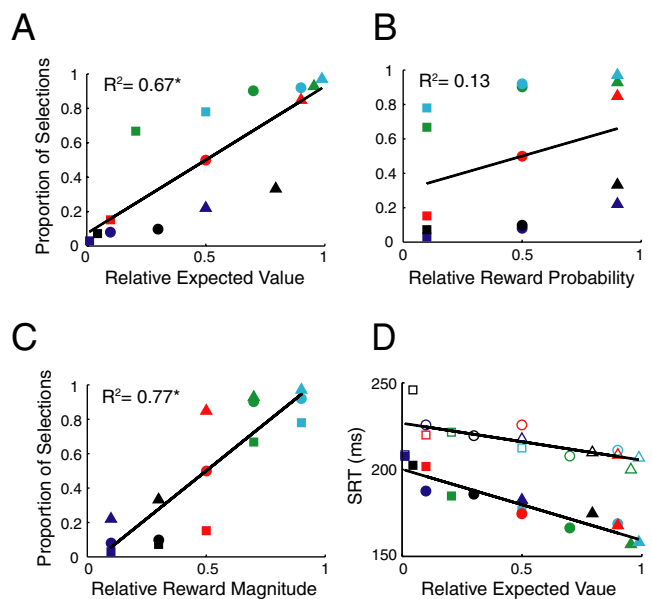 A
R²= 0.67*
Proportion of Selections
1
0.8
0.6
0.4
0.2
0
0
0.5
1
Relative Expected Value
B
R²= 0.13
1
0.8
0.6
0.4
0.2
0
0
0.5
1
Relative Reward Probability
C
R²= 0.77*
Proportion of Selections
1
0.8
0.6
0.4
0.2
0
0
0.5
1
Relative Reward Magnitude
D
SRT (ms)
250
200
150
0
0.5
1
Relative Expected Vaue